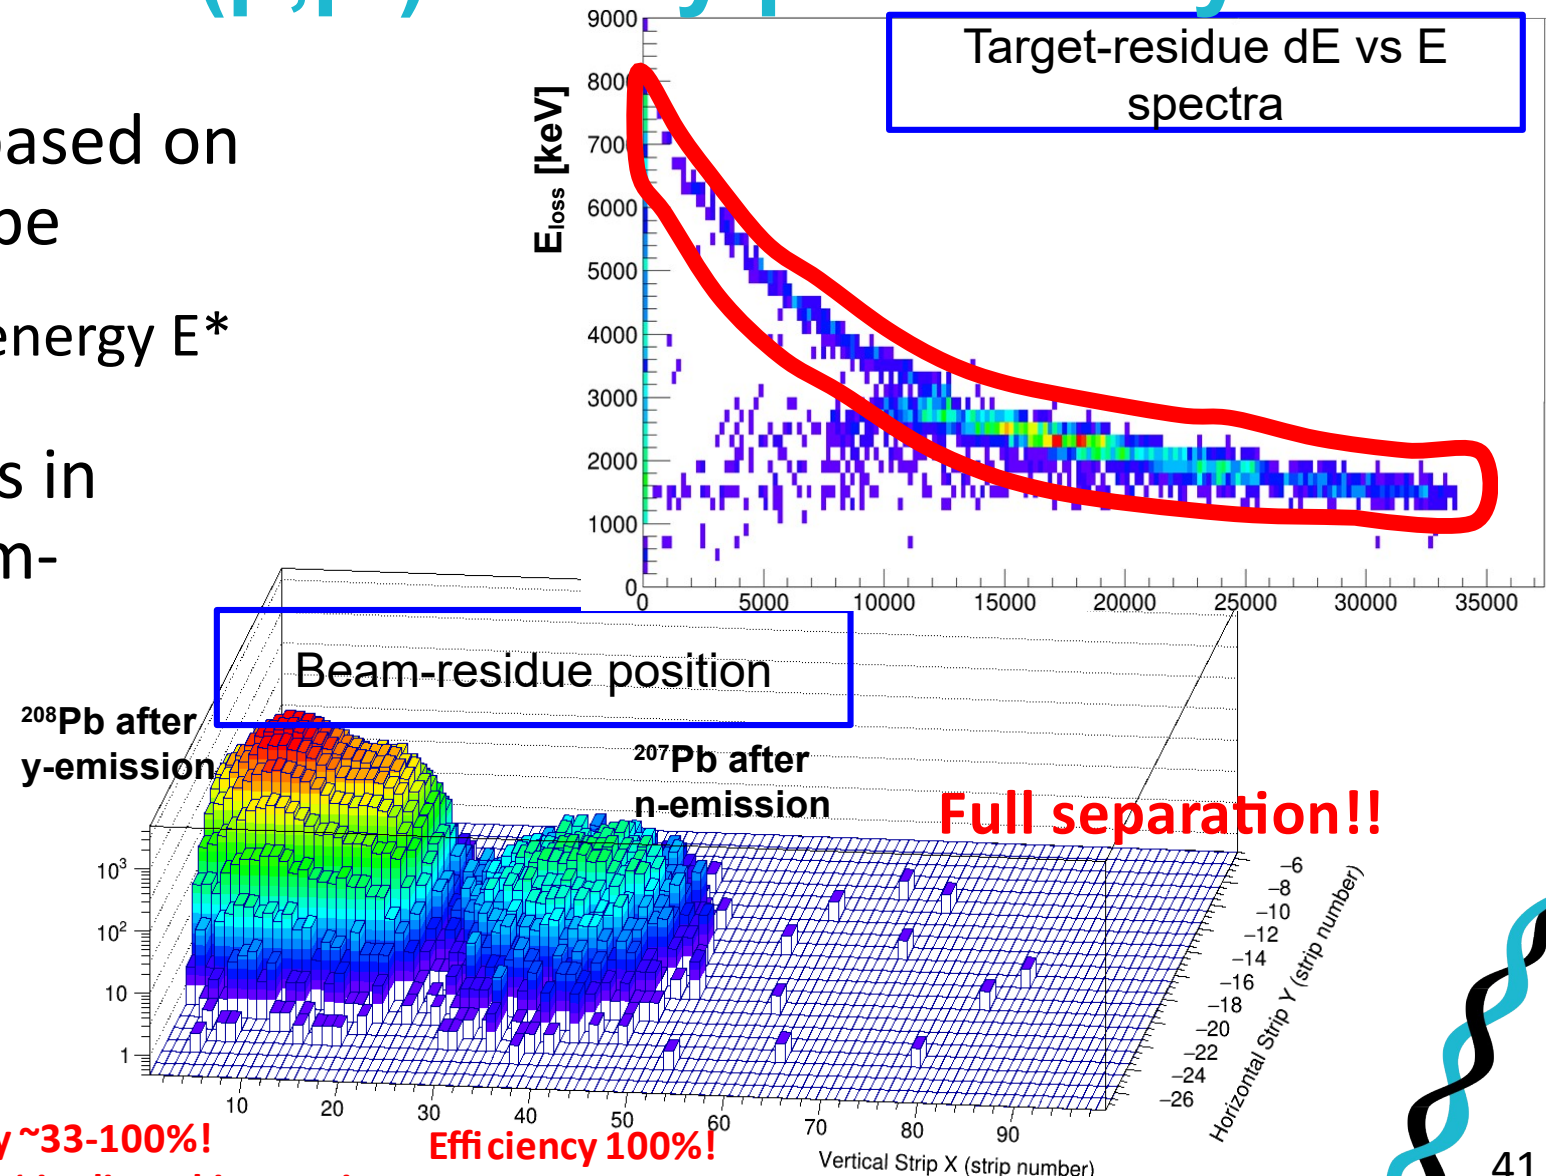 (p,p')
Target-residue dE vs E
spectra
ased on
be
energy E*
s in
m-
E_loss [keV]
9000
8000
7000
6000
5000
4000
3000
2000
1000
0
0 5000 10000 15000 20000 25000 30000 35000
Beam-residue position
²⁰⁸Pb after
y-emission
²⁰⁷Pb after
n-emission
Full separation!!
10³
10²
10
1
10 20 30 40 50 60 70 80 90
Vertical Strip X (strip number)
−6
−8
−10
−12
−14
−16
−18
−20
−22
−24
−26
Horizontal Strip Y (strip number)
y ~33-100%!
Efficiency 100%!
41